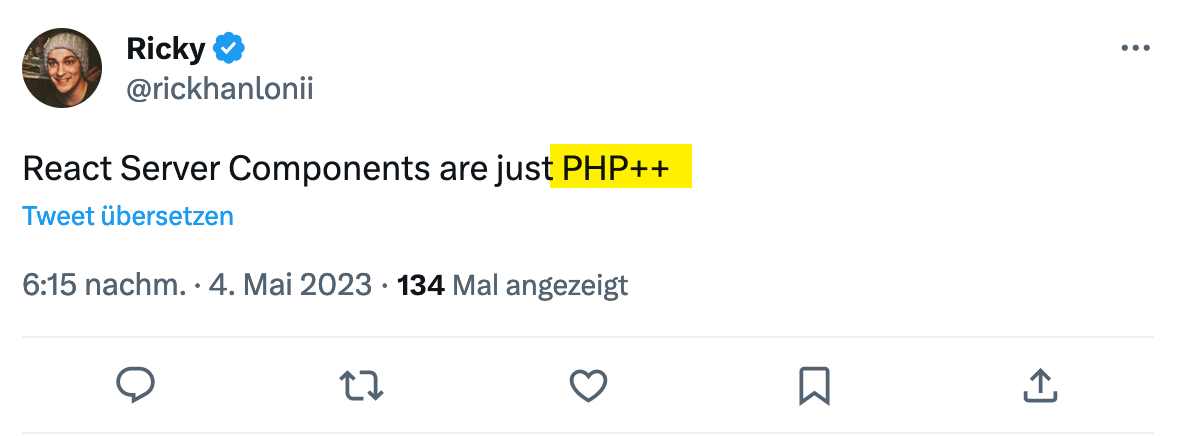 Ricky
@rickhanlonii
React Server Components are just PHP++
Tweet übersetzen
6:15 nachm. · 4. Mai 2023 · 134 Mal angezeigt